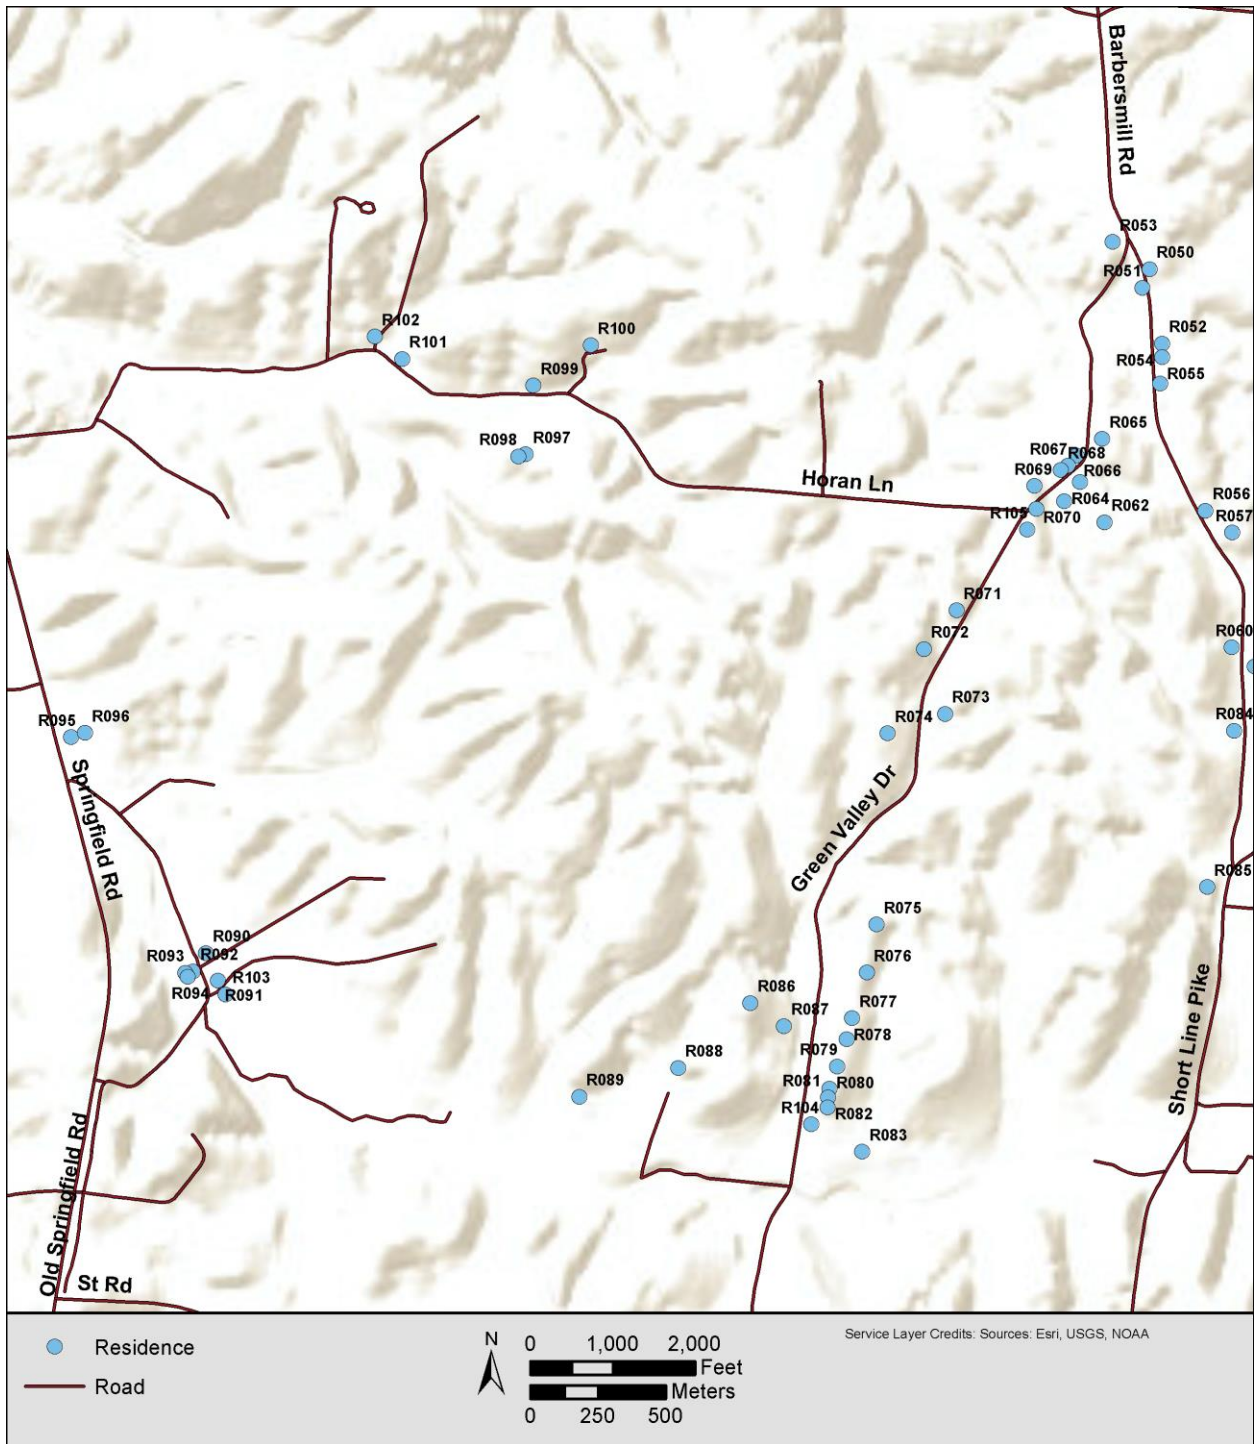 Barbersmill Rd
R053
R050
R051
R102
R101
R100
R052
R054
R055
R099
R065
R098
R097
R067
R068
R069
R066
Horan Ln
R064
R056
R105
R070
R062
R057
R071
R072
R060
R073
R074
R084
R095
R096
Springfield Rd
Green Valley Dr
R085
R075
R090
R093
R092
R076
R103
R094
R091
R086
R077
R087
R078
Short Line Pike
R088
R079
R089
R081
R080
R104
R082
R083
Old Springfield Rd
St Rd
Residence
Road
N
0 1,000 2,000
Feet
Meters
0 250 500
Service Layer Credits: Sources: Esri, USGS, NOAA